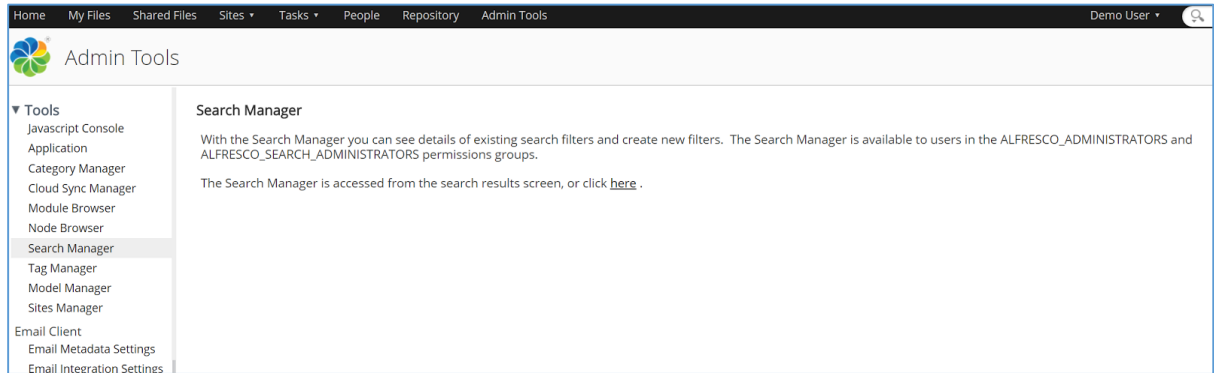 Home My Files Shared Files Sites ▾ Tasks ▾ People Repository Admin Tools Demo User ▾
Admin Tools
▼ Tools
Javascript Console
Application
Category Manager
Cloud Sync Manager
Module Browser
Node Browser
Search Manager
Tag Manager
Model Manager
Sites Manager
Email Client
Email Metadata Settings
Email Integration Settings
Search Manager
With the Search Manager you can see details of existing search filters and create new filters. The Search Manager is available to users in the ALFRESCO_ADMINISTRATORS and
ALFRESCO_SEARCH_ADMINISTRATORS permissions groups.
The Search Manager is accessed from the search results screen, or click here .